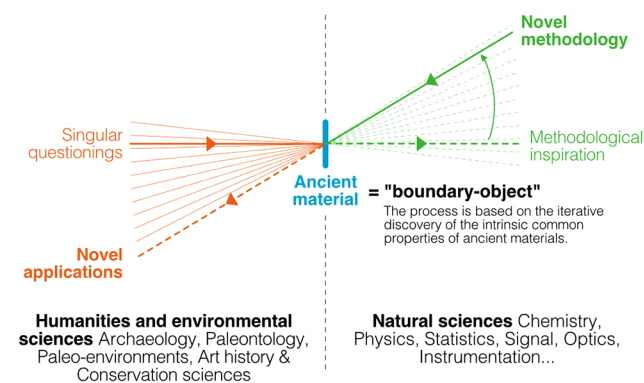 Novel
methodology
Singular
questionings
Methodological
inspiration
Ancient
material
= "boundary-object"
The process is based on the iterative
discovery of the intrinsic common
properties of ancient materials.
Novel
applications
Humanities and environmental
sciences Archaeology, Paleontology,
Paleo-environments, Art history &
Conservation sciences
Natural sciences Chemistry,
Physics, Statistics, Signal, Optics,
Instrumentation...